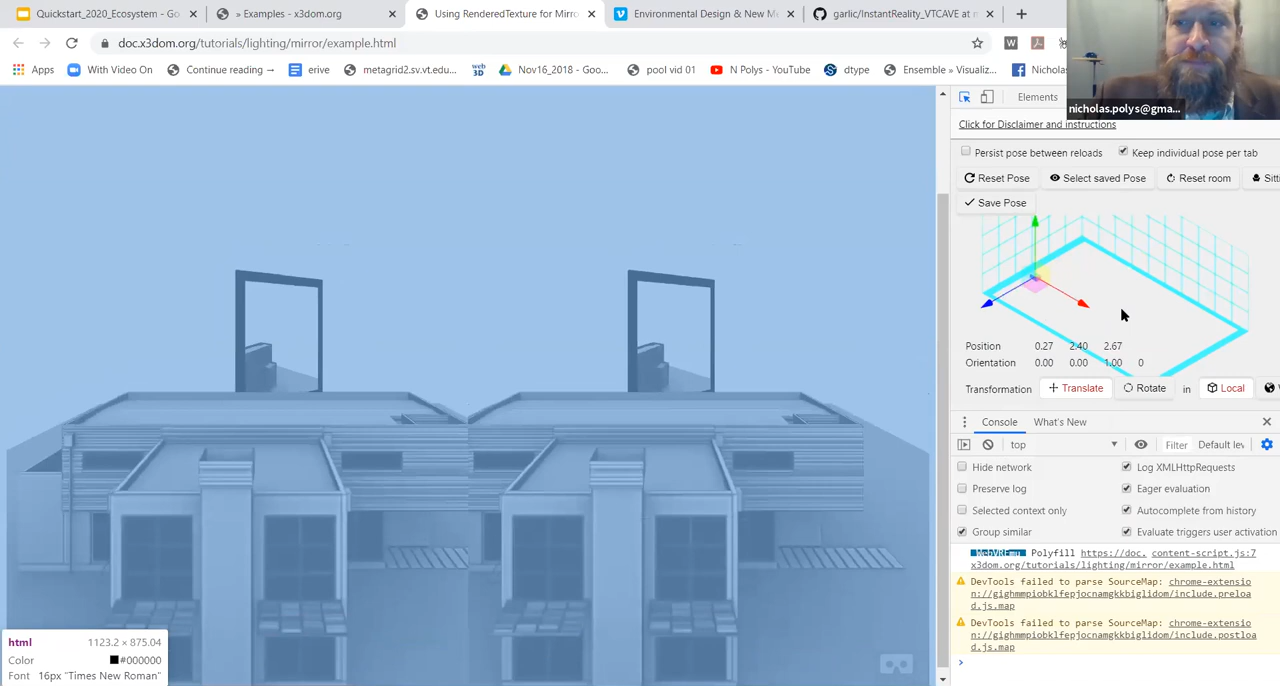 Quickstart_2020_Ecosystem - Go
» Examples - x3dom.org
Using RenderedTexture for Mirro
Environmental Design & New Me
garlic/InstantReality_VTCAVE at m
doc.x3dom.org/tutorials/lighting/mirror/example.html
Apps With Video On Continue reading → erive metagrid2.sv.vt.edu... web 3D Nov16_2018 - Goo... pool vid 01 N Polys - YouTube dtype Ensemble » Visualiz... Nicholas
nicholas.polys@gma...
Elements
Click for Disclaimer and instructions
Persist pose between reloads Keep individual pose per tab
Reset Pose Select saved Pose Reset room Sitti
Save Pose
Position 0.27 2.40 2.67
Orientation 0.00 0.00 1.00 0
Transformation Translate Rotate in Local
Console What's New
top Filter Default lev
Hide network Log XMLHttpRequests
Preserve log Eager evaluation
Selected context only Autocomplete from history
Group similar Evaluate triggers user activation
WebVREmu Polyfill https://doc. content-script.js:7
x3dom.org/tutorials/lighting/mirror/example.html
DevTools failed to parse SourceMap: chrome-extensio
n://gighmmpiobklfepjocnamgkkbiglidom/include.preloa
d.js.map
DevTools failed to parse SourceMap: chrome-extensio
n://gighmmpiobklfepjocnamgkkbiglidom/include.postloa
d.js.map
html 1123.2 × 875.04
Color #000000
Font 16px "Times New Roman"